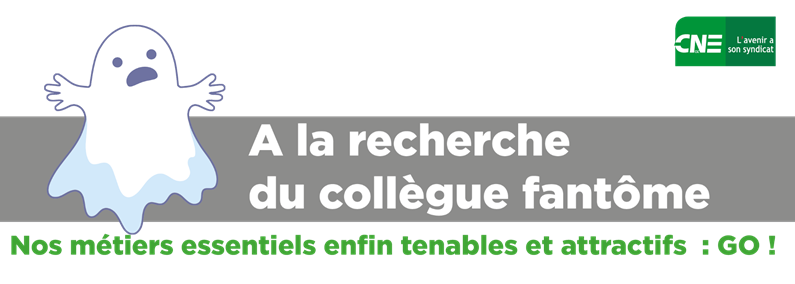 CNE
L'avenir a
son syndicat
A la recherche
du collègue fantôme
Nos métiers essentiels enfin tenables et attractifs : GO !